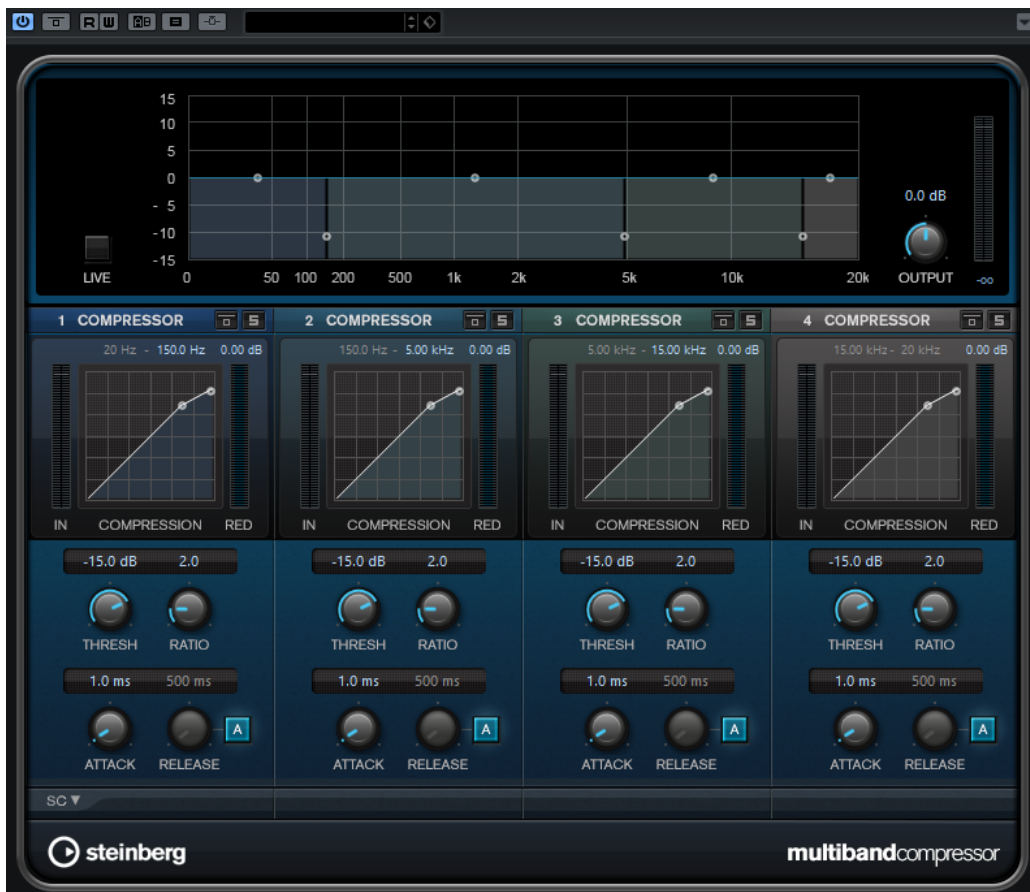 R W A B
15
10
5
0
- 5
-10
-15
0.0 dB
LIVE
0 50 100 200 500 1k 2k 5k 10k 20k
OUTPUT -oo
1 COMPRESSOR S 2 COMPRESSOR S 3 COMPRESSOR S 4 COMPRESSOR S
20 Hz - 150.0 Hz 0.00 dB 150.0 Hz - 5.00 kHz 0.00 dB 5.00 kHz - 15.00 kHz 0.00 dB 15.00 kHz- 20 kHz 0.00 dB
IN COMPRESSION RED IN COMPRESSION RED IN COMPRESSION RED IN COMPRESSION RED
-15.0 dB 2.0 -15.0 dB 2.0 -15.0 dB 2.0 -15.0 dB 2.0
THRESH RATIO THRESH RATIO THRESH RATIO THRESH RATIO
1.0 ms 500 ms 1.0 ms 500 ms 1.0 ms 500 ms 1.0 ms 500 ms
A A A A
ATTACK RELEASE ATTACK RELEASE ATTACK RELEASE ATTACK RELEASE
SC ▼
steinberg multibandcompressor